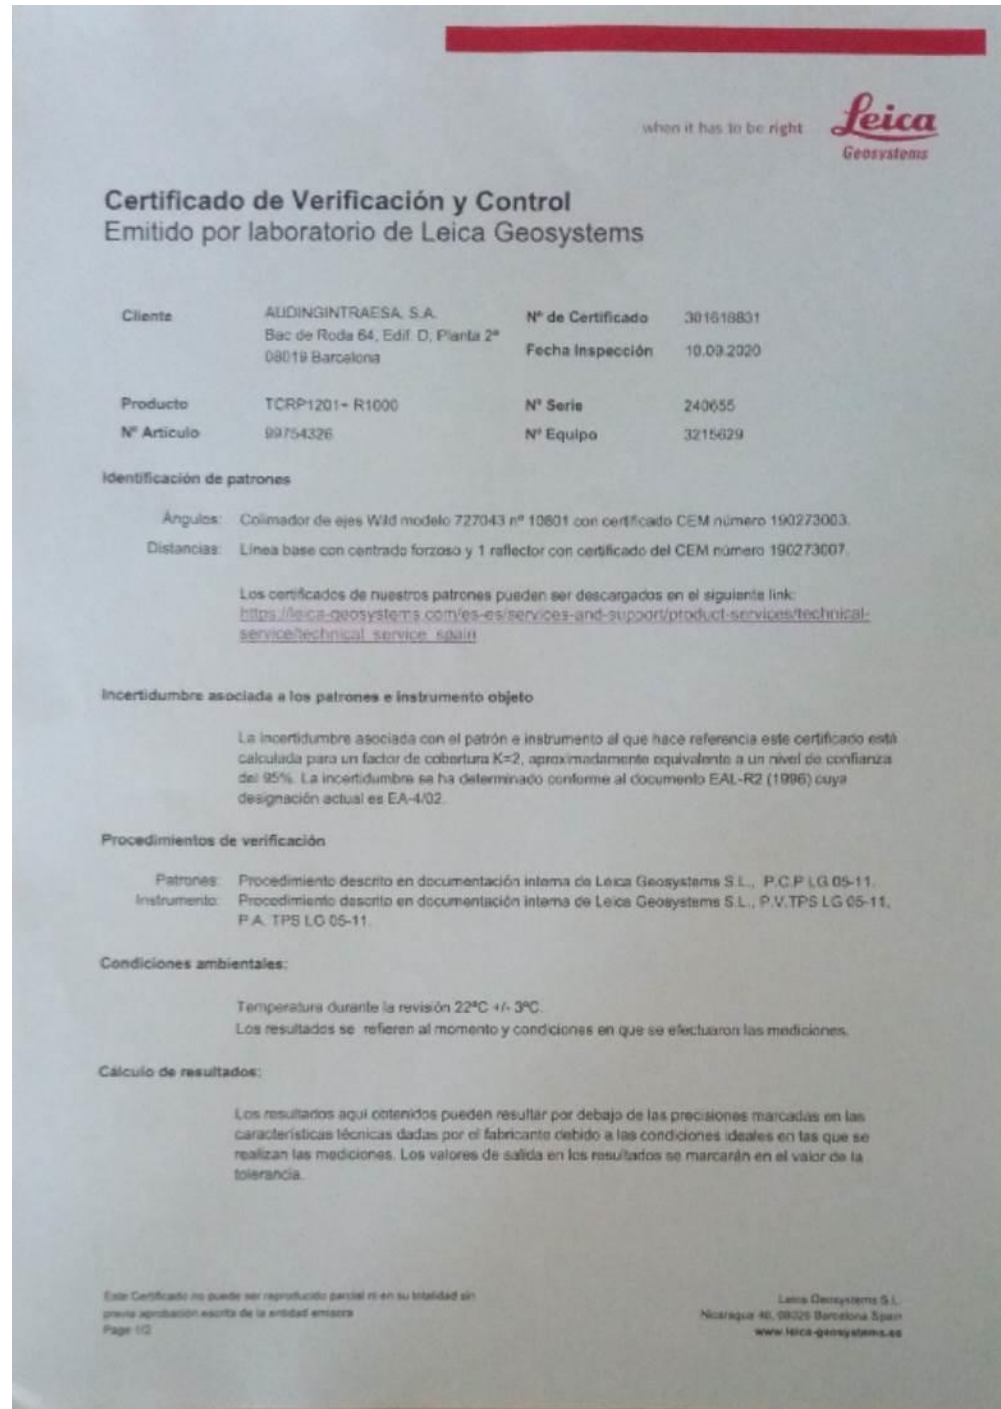 when it has to be right
Leica
Geosystems
Certificado de Verificación y Control
Emitido por laboratorio de Leica Geosystems
Cliente
AUDINGINTRAESA, S.A.
Bac de Roda 64, Edif. D, Planta 2ª
08019 Barcelona
Nº de Certificado 301618831
Fecha Inspección 10.09.2020
Producto TCRP1201+ R1000 Nº Serie 240655
Nº Artículo 99754326 Nº Equipo 3215629
Identificación de patrones
Ángulos: Colimador de ejes Wild modelo 727043 nº 10801 con certificado CEM número 190273003.
Distancias: Línea base con centrado forzoso y 1 reflector con certificado del CEM número 190273007.
Los certificados de nuestros patrones pueden ser descargados en el siguiente link:
https://leica-geosystems.com/es-es/services-and-support/product-services/technical-
service/technical_service_spain
Incertidumbre asociada a los patrones e instrumento objeto
La incertidumbre asociada con el patrón e instrumento al que hace referencia este certificado está
calculada para un factor de cobertura K=2, aproximadamente equivalente a un nivel de confianza
del 95%. La incertidumbre se ha determinado conforme al documento EAL-R2 (1996) cuya
designación actual es EA-4/02.
Procedimientos de verificación
Patrones: Procedimiento descrito en documentación interna de Leica Geosystems S.L., P.C.P LG 05-11.
Instrumento: Procedimiento descrito en documentación interna de Leica Geosystems S.L., P.V.TPS LG 05-11,
P.A. TPS LG 05-11.
Condiciones ambientales:
Temperatura durante la revisión 22ºC +/- 3ºC.
Los resultados se refieren al momento y condiciones en que se efectuaron las mediciones.
Cálculo de resultados:
Los resultados aquí contenidos pueden resultar por debajo de las precisiones marcadas en las
características técnicas dadas por el fabricante debido a las condiciones ideales en las que se
realizan las mediciones. Los valores de salida en los resultados se marcarán en el valor de la
tolerancia.
Este Certificado no puede ser reproducido parcial ni en su totalidad sin
previa aprobación escrita de la entidad emisora
Page 1/2
Leica Geosystems S.L.
Nicaragua 46, 08029 Barcelona Spain
www.leica-geosystems.es